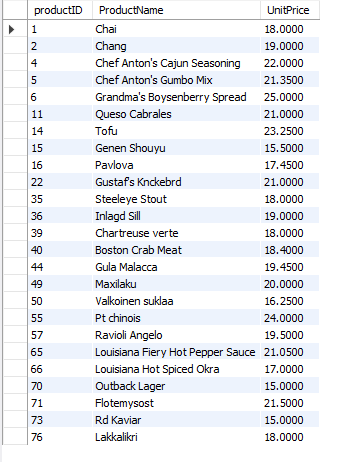 productID ProductName UnitPrice
1 Chai 18.0000
2 Chang 19.0000
4 Chef Anton's Cajun Seasoning 22.0000
5 Chef Anton's Gumbo Mix 21.3500
6 Grandma's Boysenberry Spread 25.0000
11 Queso Cabrales 21.0000
14 Tofu 23.2500
15 Genen Shouyu 15.5000
16 Pavlova 17.4500
22 Gustaf's Knckebrd 21.0000
35 Steeleye Stout 18.0000
36 Inlagd Sill 19.0000
39 Chartreuse verte 18.0000
40 Boston Crab Meat 18.4000
44 Gula Malacca 19.4500
49 Maxilaku 20.0000
50 Valkoinen suklaa 16.2500
55 Pt chinois 24.0000
57 Ravioli Angelo 19.5000
65 Louisiana Fiery Hot Pepper Sauce 21.0500
66 Louisiana Hot Spiced Okra 17.0000
70 Outback Lager 15.0000
71 Flotemysost 21.5000
73 Rd Kaviar 15.0000
76 Lakkalikri 18.0000